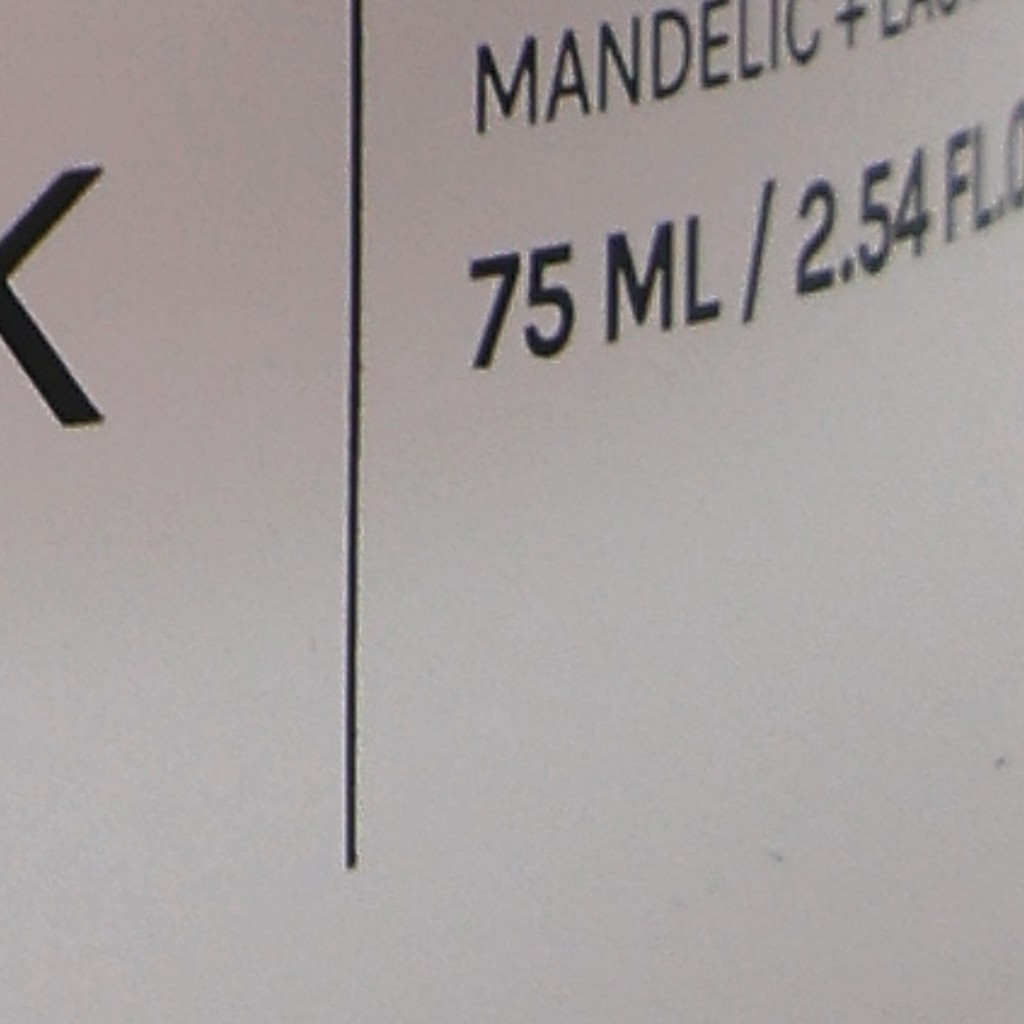 MANDELIC +
K
75 ML / 2.54 FL.O